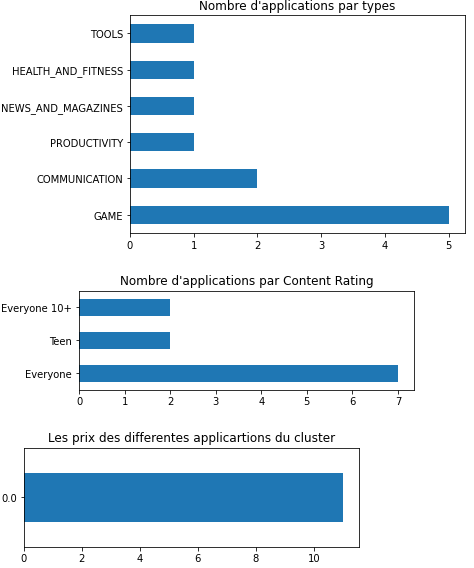 Nombre d'applications par types
TOOLS
HEALTH_AND_FITNESS
NEWS_AND_MAGAZINES
PRODUCTIVITY
COMMUNICATION
GAME
0 1 2 3 4 5
Nombre d'applications par Content Rating
Everyone 10+
Teen
Everyone
0 1 2 3 4 5 6 7
Les prix des differentes applicartions du cluster
0.0
0 2 4 6 8 10